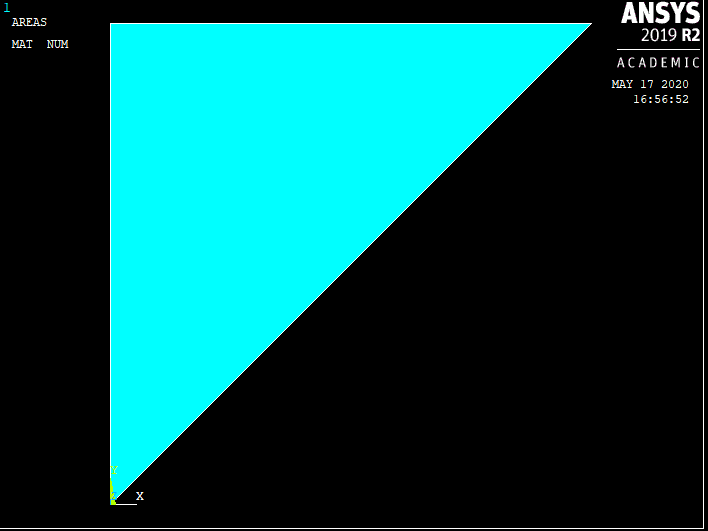 1
AREAS
MAT NUM
ANSYS
2019 R2
ACADEMIC
MAY 17 2020
16:56:52
Y
X